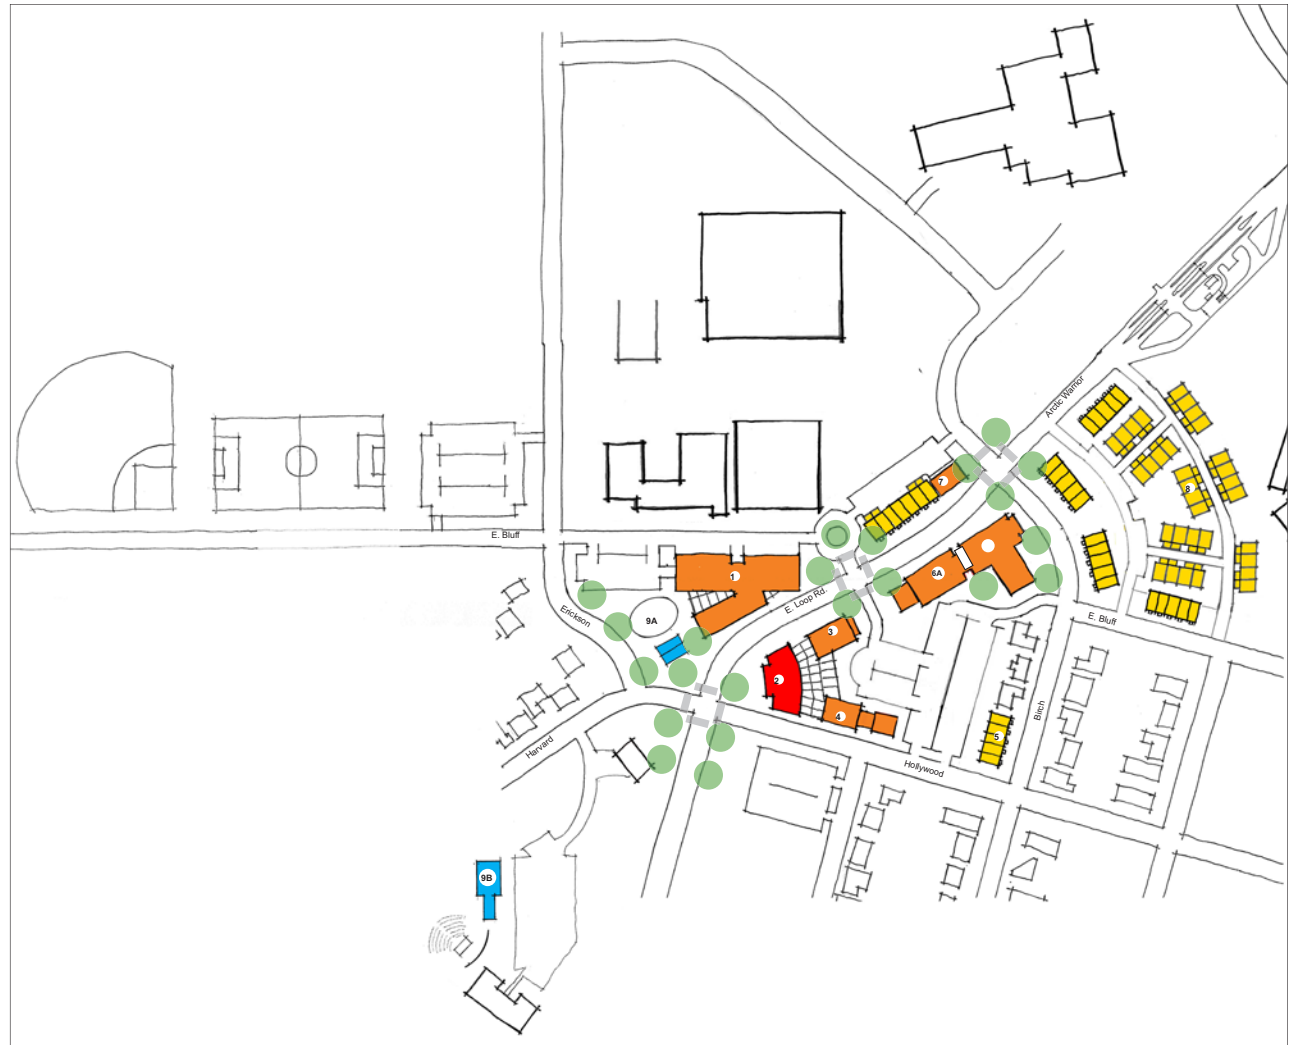 Arctic Warrior
7
8
E. Bluff
1
6A
E. Loop Rd.
Erickson
9A
E. Bluff
3
2
Birch
4
5
Harvard
Hollywood
9B